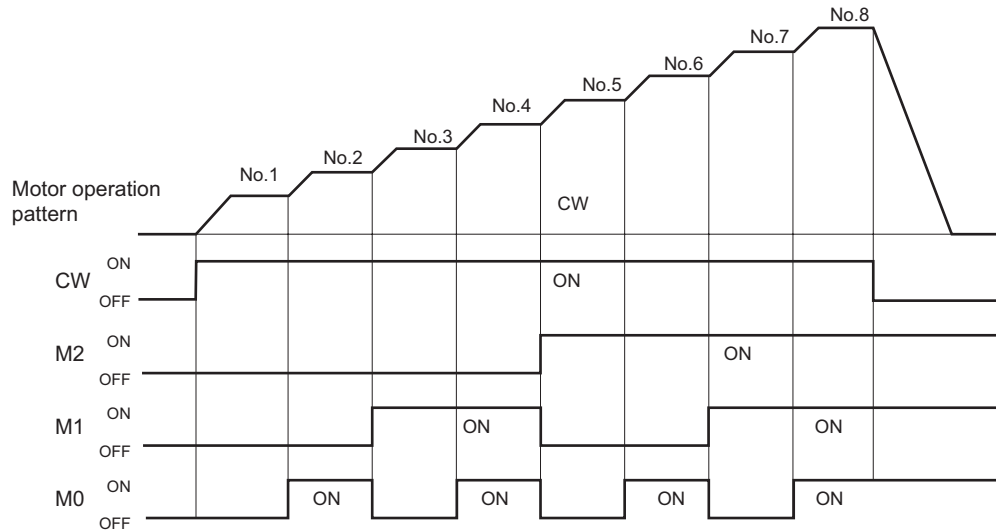 No.8
No.7
No.6
No.5
No.4
No.3
No.2
No.1
Motor operation
pattern
CW
ON
CW
ON
OFF
ON
M2
ON
OFF
ON
M1
ON
ON
OFF
ON
M0
ON
ON
ON
ON
OFF